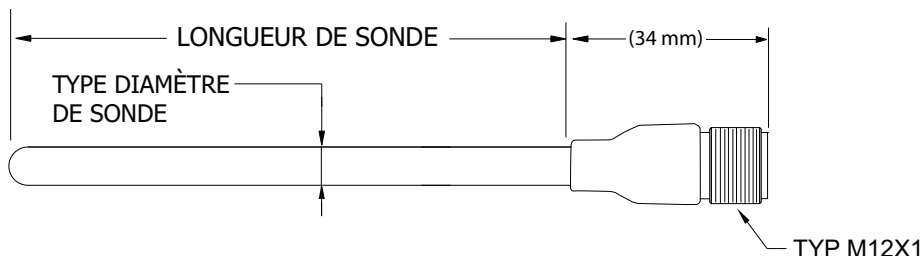 LONGUEUR DE SONDE
(34 mm)
TYPE DIAMÈTRE
DE SONDE
TYP M12X1